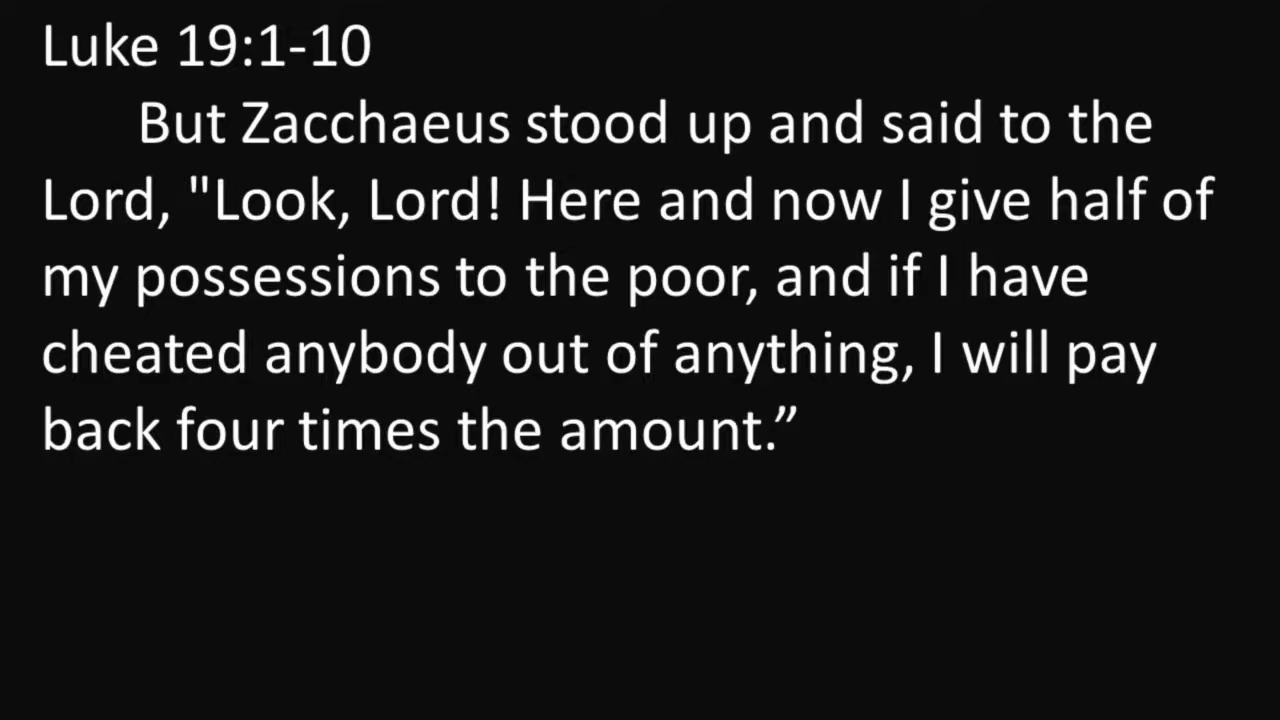 Luke 19:1-10
But Zacchaeus stood up and said to the
Lord, "Look, Lord! Here and now I give half of
my possessions to the poor, and if I have
cheated anybody out of anything, I will pay
back four times the amount.”